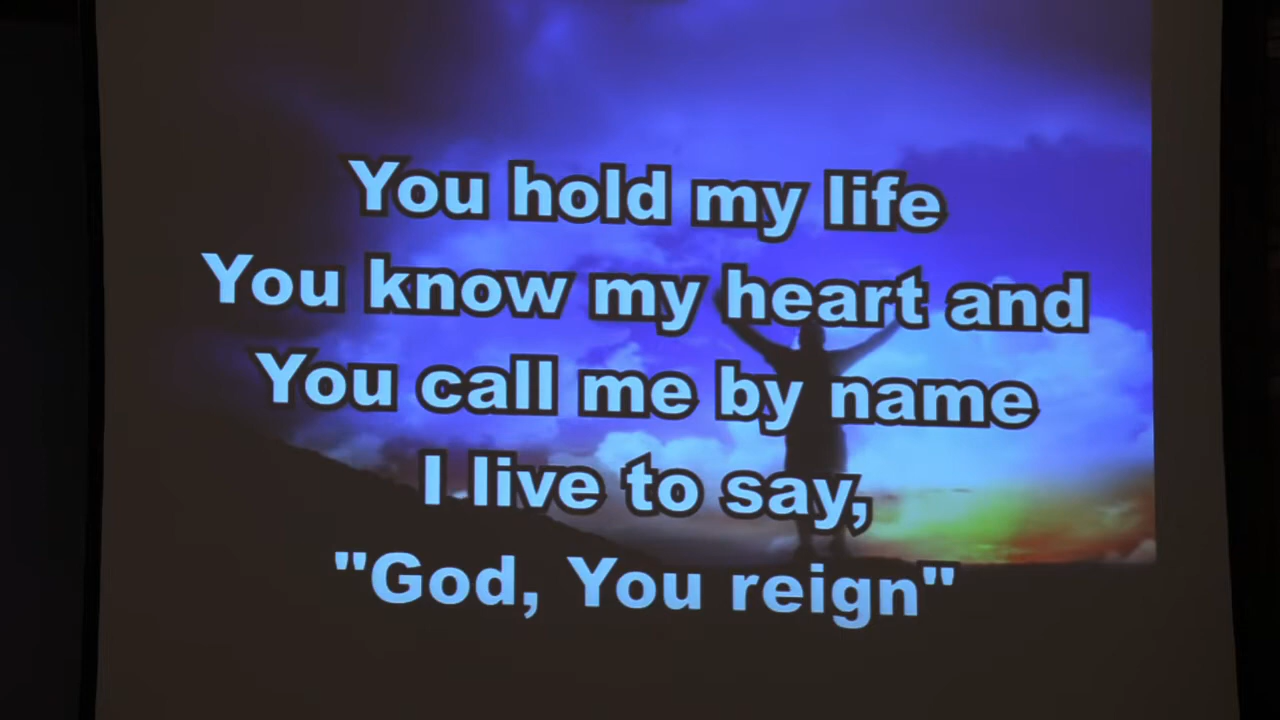 You hold my life
You know my heart and
You call me by name
I live to say,
"God, You reign"